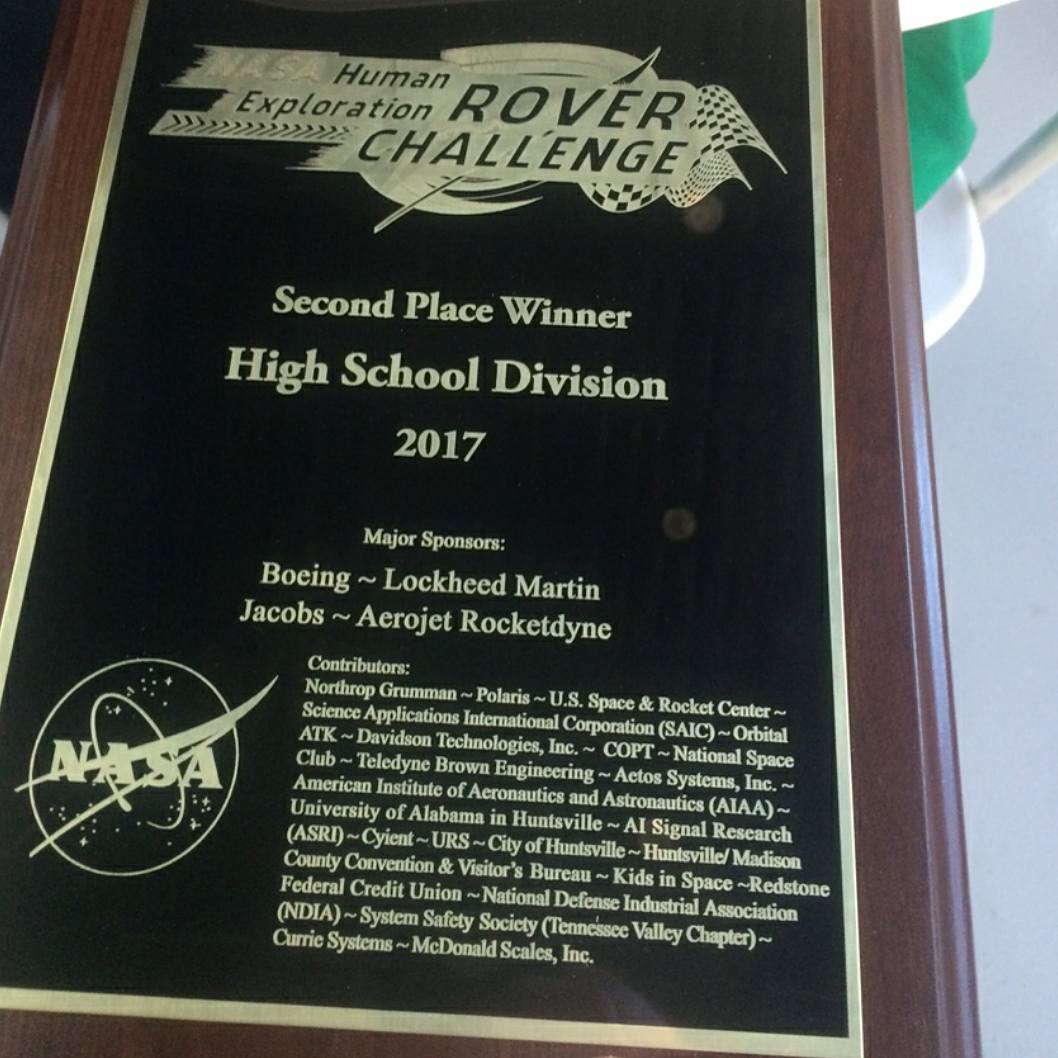 NASA Human
Exploration ROVER
CHALLENGE
Second Place Winner
High School Division
2017
Major Sponsors:
Boeing ~ Lockheed Martin
Jacobs ~ Aerojet Rocketdyne
Contributors:
Northrop Grumman ~ Polaris ~ U.S. Space & Rocket Center ~
Science Applications International Corporation (SAIC) ~ Orbital
ATK ~ Davidson Technologies, Inc. ~ COPT ~ National Space
Club ~ Teledyne Brown Engineering ~ Aetos Systems, Inc. ~
American Institute of Aeronautics and Astronautics (AIAA) ~
University of Alabama in Huntsville ~ AI Signal Research
(ASRI) ~ Cyient ~ URS ~ City of Huntsville ~ Huntsville/ Madison
County Convention & Visitor's Bureau ~ Kids in Space ~Redstone
Federal Credit Union ~ National Defense Industrial Association
(NDIA) ~ System Safety Society (Tennessee Valley Chapter) ~
Currie Systems ~ McDonald Scales, Inc.
NASA